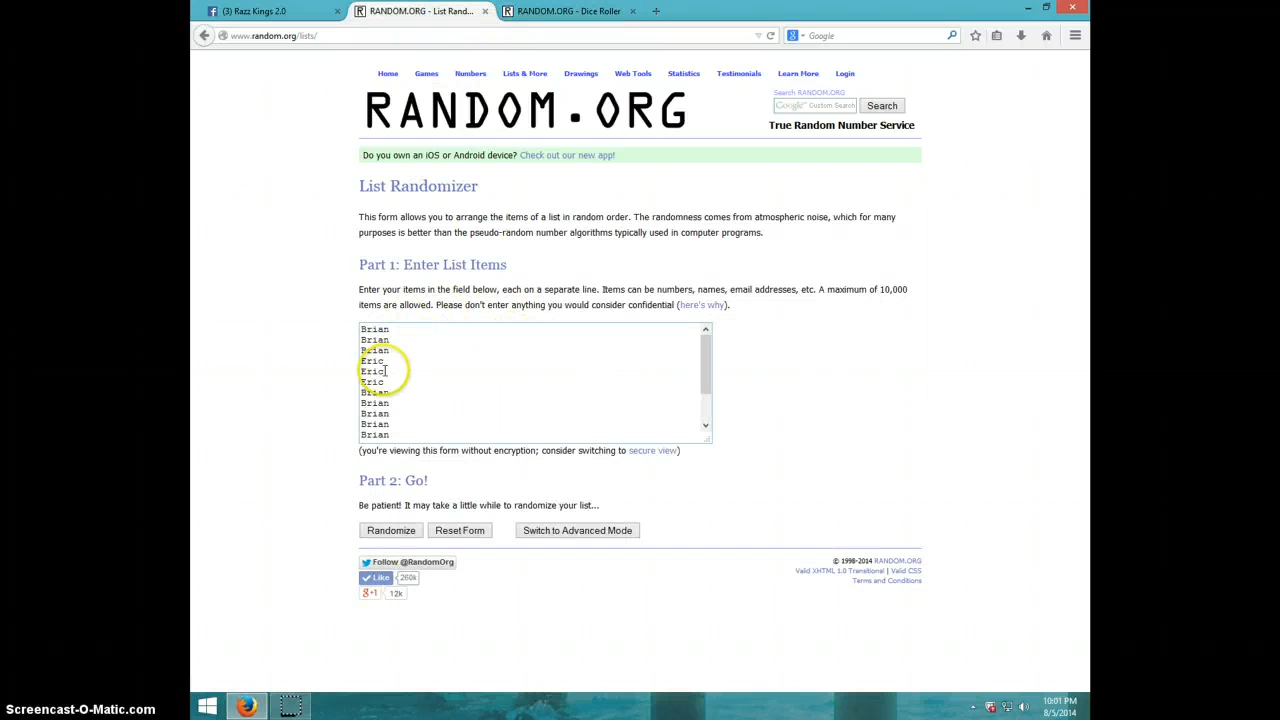 (3) Razz Kings 2.0
RANDOM.ORG - List Rand...
RANDOM.ORG - Dice Roller
www.random.org/lists/
Google
Home Games Numbers Lists & More Drawings Web Tools Statistics Testimonials Learn More Login
RANDOM.ORG
Search RANDOM.ORG
Google Custom Search Search
True Random Number Service
Do you own an iOS or Android device? Check out our new app!
List Randomizer
This form allows you to arrange the items of a list in random order. The randomness comes from atmospheric noise, which for many
purposes is better than the pseudo-random number algorithms typically used in computer programs.
Part 1: Enter List Items
Enter your items in the field below, each on a separate line. Items can be numbers, names, email addresses, etc. A maximum of 10,000
items are allowed. Please don't enter anything you would consider confidential (here's why).
Brian
Brian
Brian
Eric
Eric
Eric
Brian
Brian
Brian
Brian
Brian
(you're viewing this form without encryption; consider switching to secure view)
Part 2: Go!
Be patient! It may take a little while to randomize your list...
Randomize Reset Form Switch to Advanced Mode
Follow @RandomOrg
Like 260k
g+1 12k
© 1998-2014 RANDOM.ORG
Valid XHTML 1.0 Transitional | Valid CSS
Terms and Conditions
10:01 PM
8/5/2014
Screencast-O-Matic.com